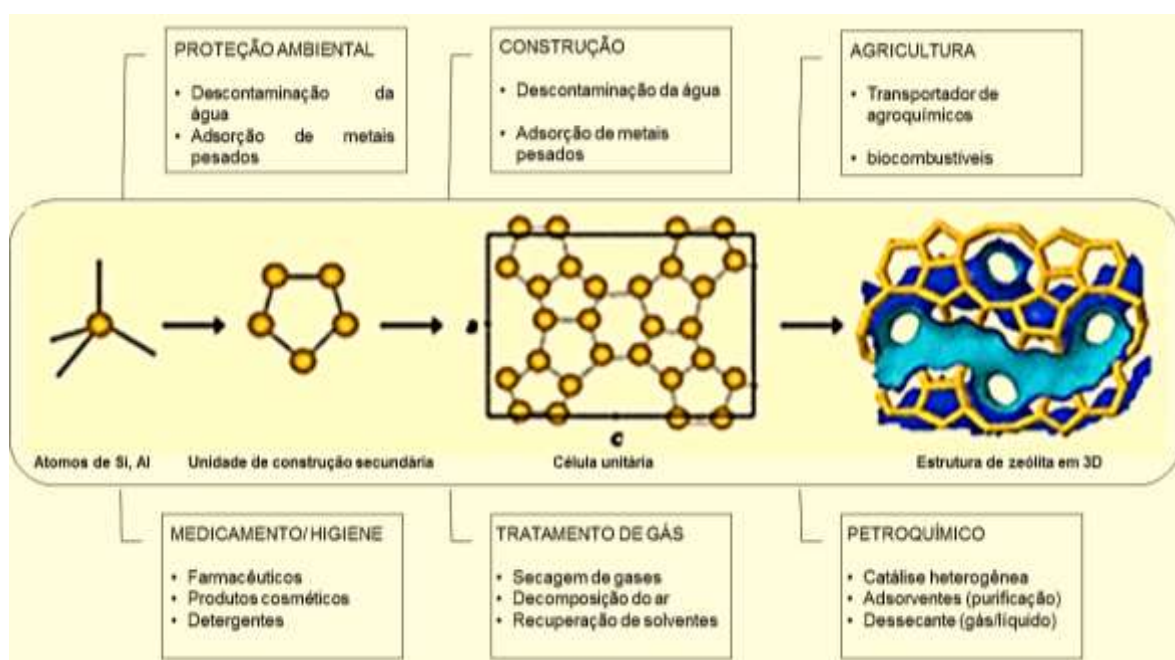 PROTEÇÃO AMBIENTAL
• Descontaminação da
água
• Adsorção de metais
pesados
CONSTRUÇÃO
• Descontaminação da água
• Adsorção de metais
pesados
AGRICULTURA
• Transportador de
agroquímicos
• biocombustíveis
a
c
Atomos de Si, Al
Unidade de construção secundária
Célula unitária
Estrutura de zeólita em 3D
MEDICAMENTO/HIGIENE
• Farmacêuticos
• Produtos cosméticos
• Detergentes
TRATAMENTO DE GÁS
• Secagem de gases
• Decomposição do ar
• Recuperação de solventes
PETROQUÍMICO
• Catálise heterogênea
• Adsorventes (purificação)
• Dessecante (gás/líquido)